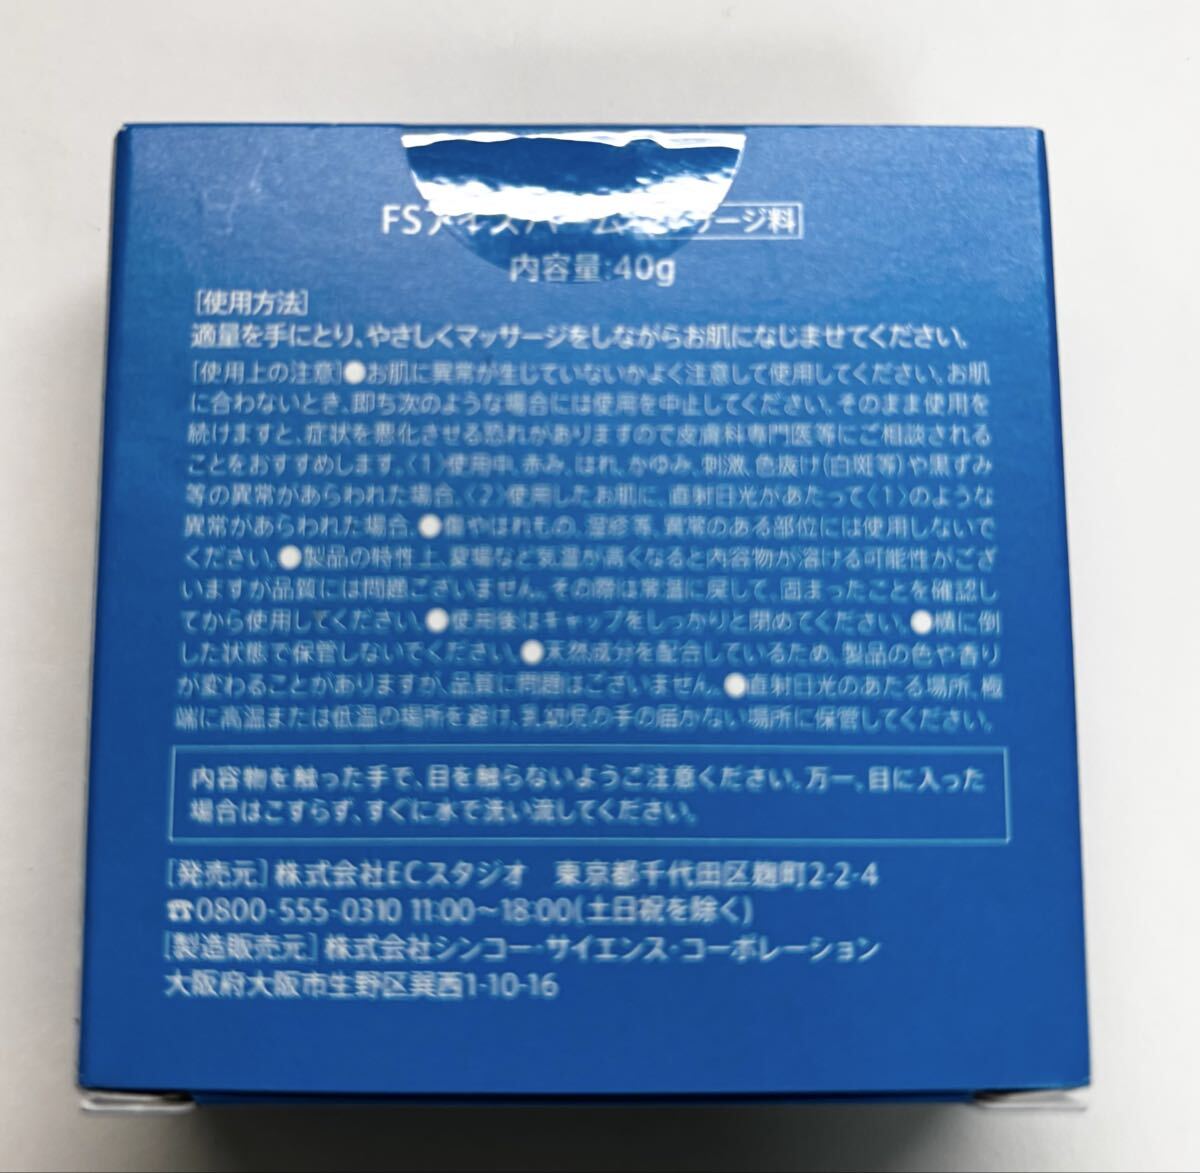 FSアイスバーム
マッサージ料
内容量:40g
[使用方法]
適量を手にとり、やさしくマッサージをしながらお肌になじませてください。
[使用上の注意]●お肌に異常が生じていないかよく注意して使用してください。お肌
に合わないとき、即ち次のような場合には使用を中止してください。そのまま使用を
続けますと、症状を悪化させる恐れがありますので皮膚科専門医等にご相談される
ことをおすすめします。〈1〉使用中、赤み、はれ、かゆみ、刺激、色抜け(白斑等)や黒ずみ
等の異常があらわれた場合。〈2〉使用したお肌に、直射日光があたって〈1〉のような
異常があらわれた場合。●傷やはれもの、湿疹等、異常のある部位には使用しないで
ください。●製品の特性上、夏場など気温が高くなると内容物が溶ける可能性がござ
いますが品質には問題ございません。その際は常温に戻して、固まったことを確認し
てから使用してください。●使用後はキャップをしっかりと閉めてください。●横に倒
した状態で保管しないでください。●天然成分を配合しているため、製品の色や香り
が変わることがありますが、品質に問題はございません。●直射日光のあたる場所、極
端に高温または低温の場所を避け、乳幼児の手の届かない場所に保管してください。
内容物を触った手で、目を触らないようご注意ください。万一、目に入った
場合はこすらず、すぐに水で洗い流してください。
[発売元]株式会社ECスタジオ　東京都千代田区麹町2-2-4
☎0800-555-0310 11:00～18:00(土日祝を除く)
[製造販売元]株式会社シンコー・サイエンス・コーポレーション
大阪府大阪市生野区巽西1-10-16